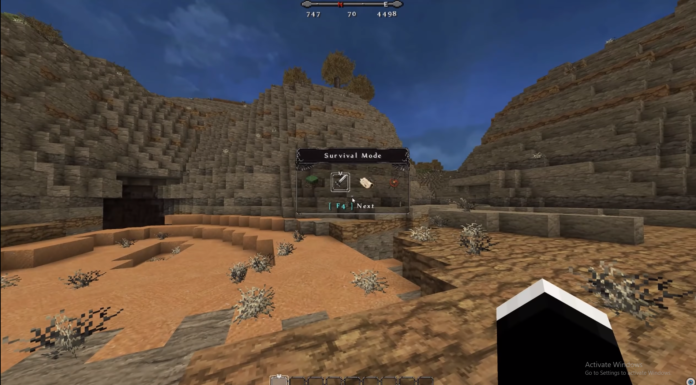 747 70 4498
Survival Mode
[ F4 ] Next
Activate Windows
Go to Settings to activate Windows.